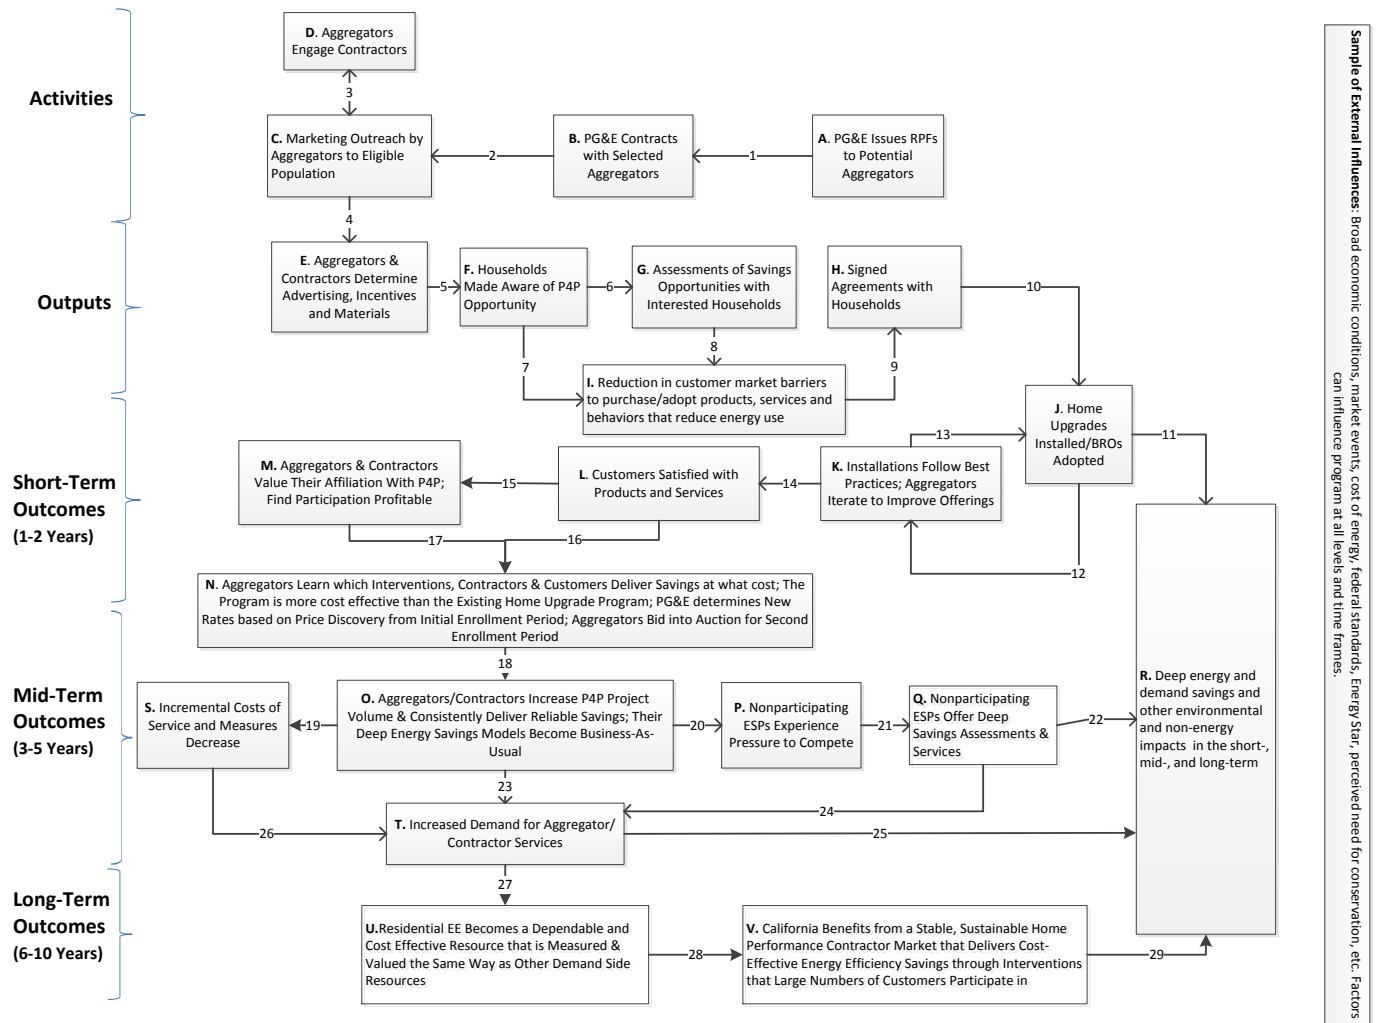 D. Aggregators
Engage Contractors
Activities
3
C. Marketing Outreach by
Aggregators to Eligible
Population
2
B. PG&E Contracts
with Selected
Aggregators
1
A. PG&E Issues RPFs
to Potential
Aggregators
4
Outputs
E. Aggregators &
Contractors Determine
Advertising, Incentives
and Materials
5
F. Households
Made Aware of P4P
Opportunity
6
G. Assessments of Savings
Opportunities with
Interested Households
H. Signed
Agreements with
Households
10
7
8
9
I. Reduction in customer market barriers
to purchase/adopt products, services and
behaviors that reduce energy use
J. Home
Upgrades
Installed/BROs
Adopted
11
13
Short-Term
Outcomes
(1-2 Years)
M. Aggregators & Contractors
Value Their Affiliation With P4P;
Find Participation Profitable
15
L. Customers Satisfied with
Products and Services
14
K. Installations Follow Best
Practices; Aggregators
Iterate to Improve Offerings
17
16
12
N. Aggregators Learn which Interventions, Contractors & Customers Deliver Savings at what cost; The
Program is more cost effective than the Existing Home Upgrade Program; PG&E determines New
Rates based on Price Discovery from Initial Enrollment Period; Aggregators Bid into Auction for Second
Enrollment Period
18
Mid-Term
Outcomes
(3-5 Years)
S. Incremental Costs of
Service and Measures
Decrease
19
O. Aggregators/Contractors Increase P4P Project
Volume & Consistently Deliver Reliable Savings; Their
Deep Energy Savings Models Become Business-As-
Usual
20
P. Nonparticipating
ESPs Experience
Pressure to Compete
21
Q. Nonparticipating
ESPs Offer Deep
Savings Assessments &
Services
22
R. Deep energy and
demand savings and
other environmental
and non-energy
impacts in the short-,
mid-, and long-term
23
24
26
T. Increased Demand for Aggregator/
Contractor Services
25
27
Long-Term
Outcomes
(6-10 Years)
U.Residential EE Becomes a Dependable and
Cost Effective Resource that is Measured &
Valued the Same Way as Other Demand Side
Resources
28
V. California Benefits from a Stable, Sustainable Home
Performance Contractor Market that Delivers Cost-
Effective Energy Efficiency Savings through Interventions
that Large Numbers of Customers Participate in
29
Sample of External Influences: Broad economic conditions, market events, cost of energy, federal standards, Energy Star, perceived need for conservation, etc. Factors
can influence program at all levels and time frames.